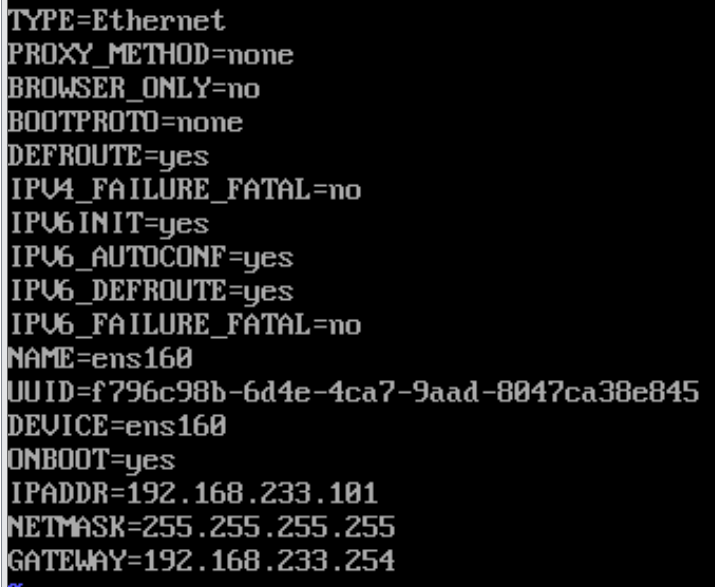 TYPE=Ethernet
PROXY_METHOD=none
BROWSER_ONLY=no
BOOTPROTO=none
DEFROUTE=yes
IPV4_FAILURE_FATAL=no
IPV6INIT=yes
IPV6_AUTOCONF=yes
IPV6_DEFROUTE=yes
IPV6_FAILURE_FATAL=no
NAME=ens160
UUID=f796c98b-6d4e-4ca7-9aad-8047ca38e845
DEVICE=ens160
ONBOOT=yes
IPADDR=192.168.233.101
NETMASK=255.255.255.255
GATEWAY=192.168.233.254